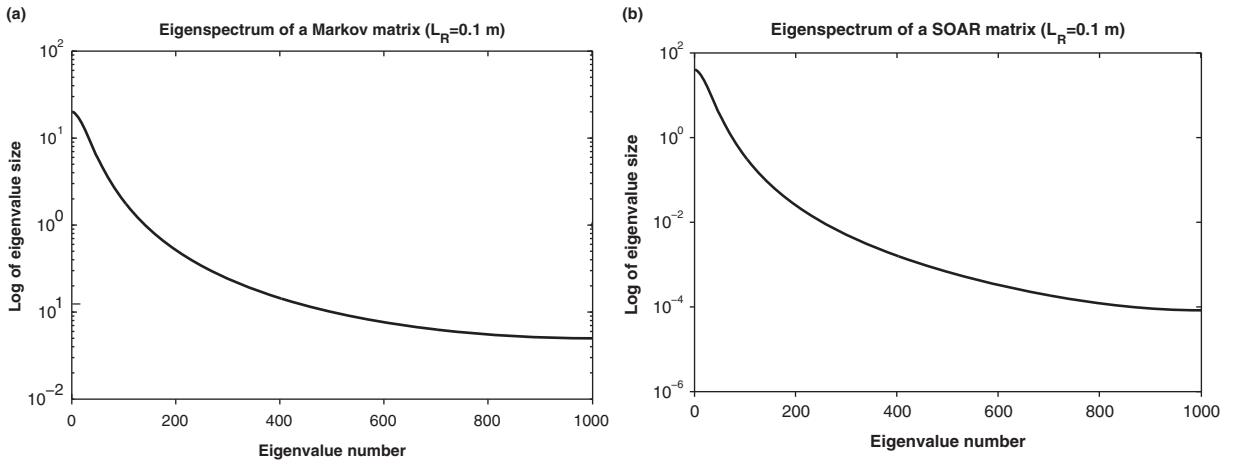 (a)
Eigenspectrum of a Markov matrix (L_R=0.1 m)
Log of eigenvalue size
10^2
10^1
10^0
10^1
10^−2
0 200 400 600 800 1000
Eigenvalue number
(b)
Eigenspectrum of a SOAR matrix (L_R=0.1 m)
Log of eigenvalue size
10^2
10^0
10^−2
10^−4
10^−6
0 200 400 600 800 1000
Eigenvalue number